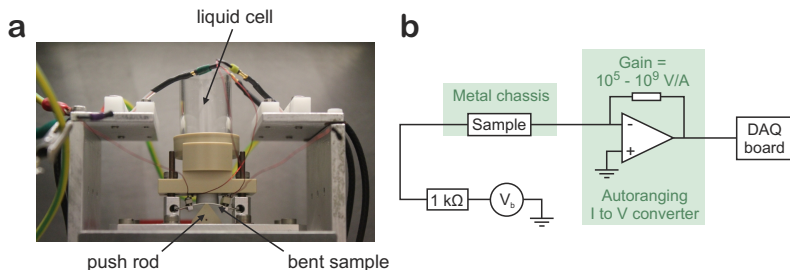 a
liquid cell
push rod
bent sample
b
Metal chassis
Sample
Gain =
10⁵ - 10⁹ V/A
-
+
DAQ
board
1 kΩ
V_b
Autoranging
I to V converter